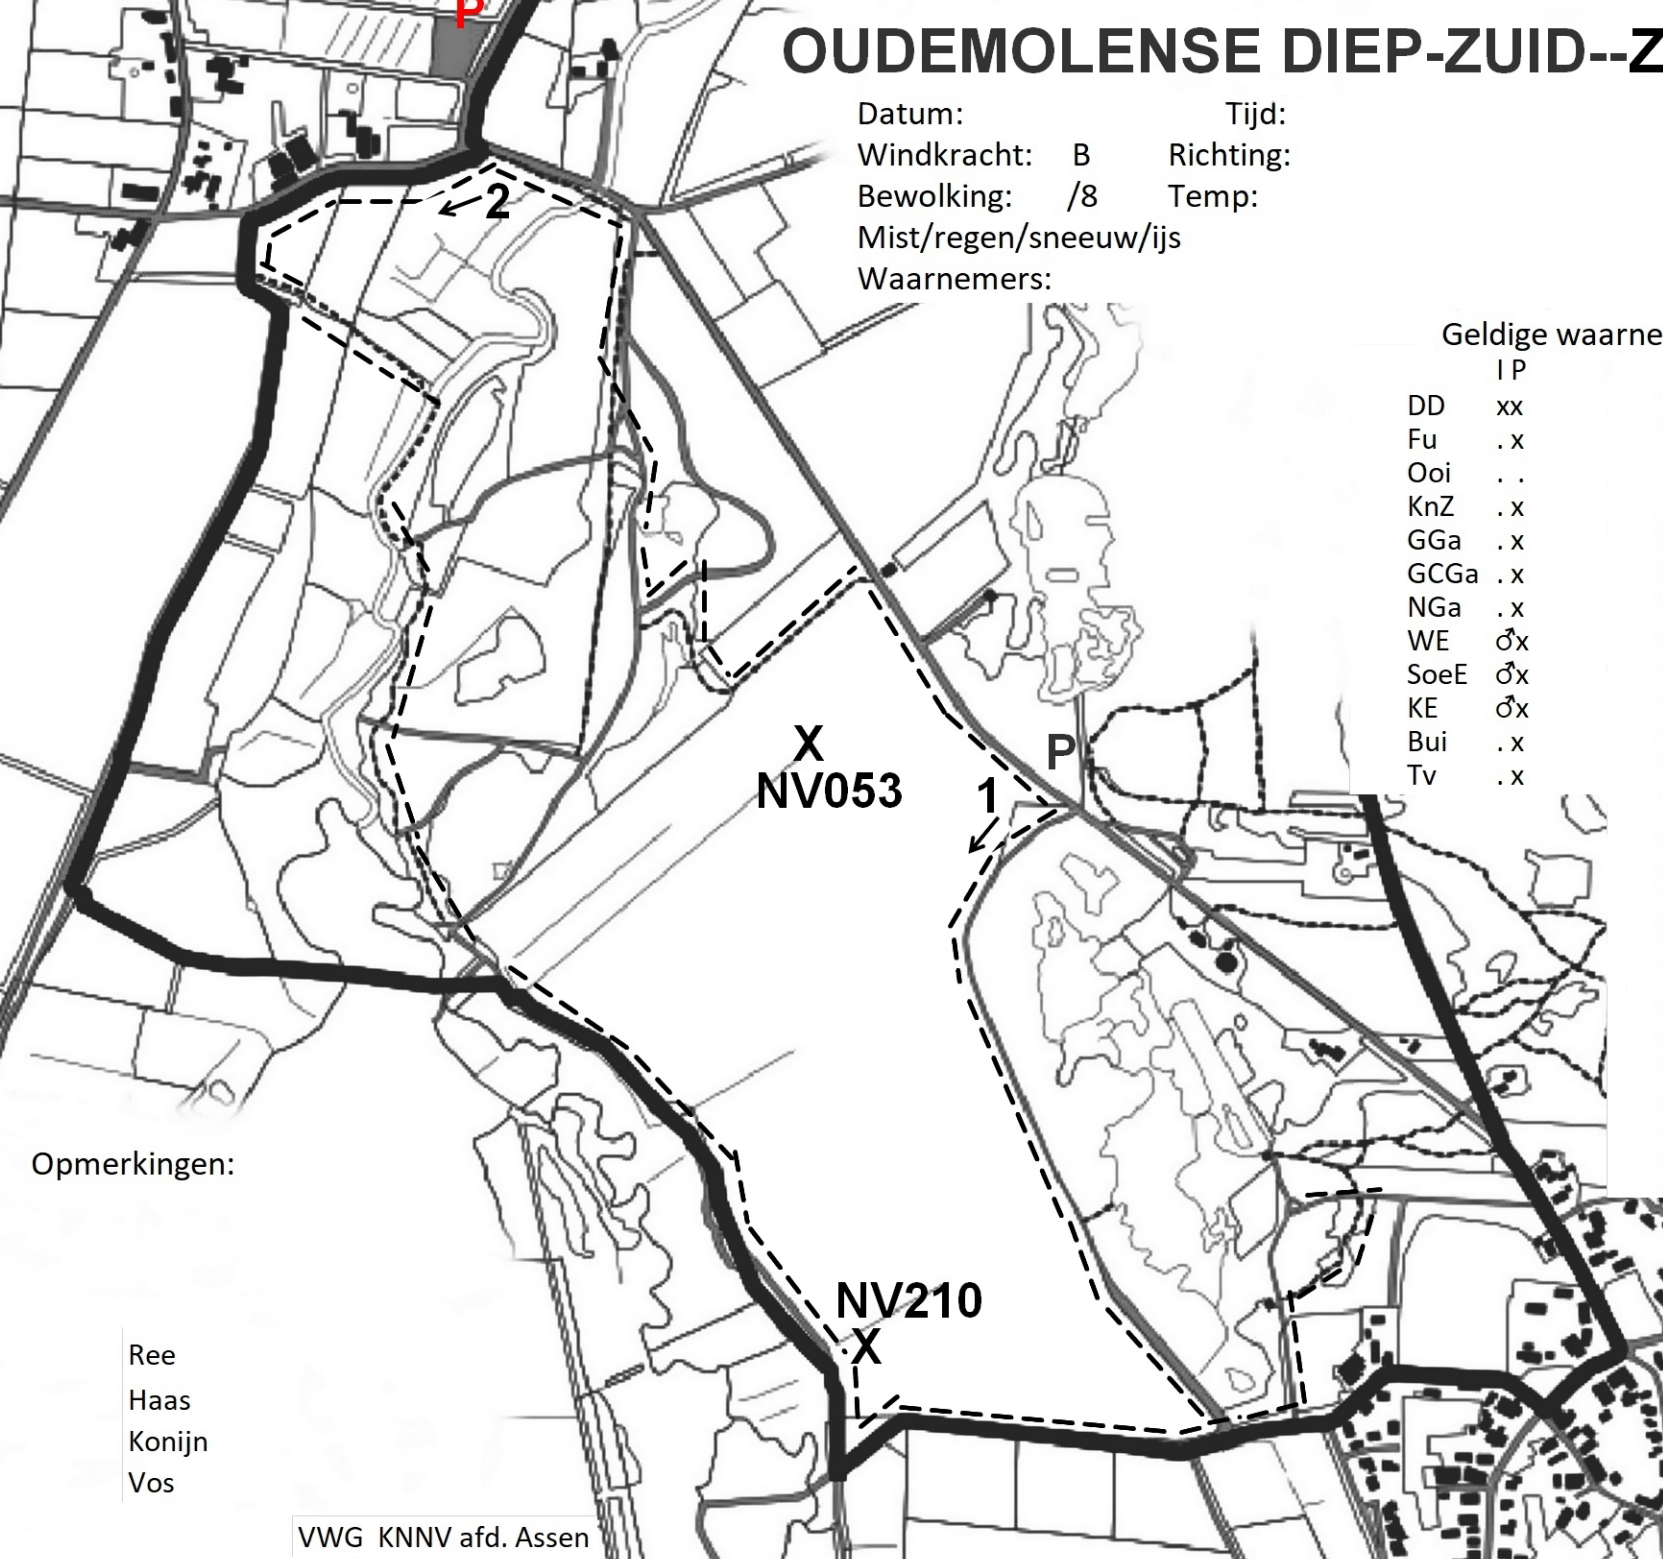 P
OUDEMOLENSE DIEP-ZUID--Z
Datum: Tijd:
Windkracht: B Richting:
Bewolking: /8 Temp:
Mist/regen/sneeuw/ijs
Waarnemers:
2
Geldige waarne
I P
DD xx
Fu . x
Ooi . .
KnZ . x
GGa . x
GCGa . x
NGa . x
WE ♂x
SoeE ♂x
KE ♂x
Bui . x
Tv . x
X
NV053
P
1
Opmerkingen:
NV210
X
Ree
Haas
Konijn
Vos
VWG KNNV afd. Assen